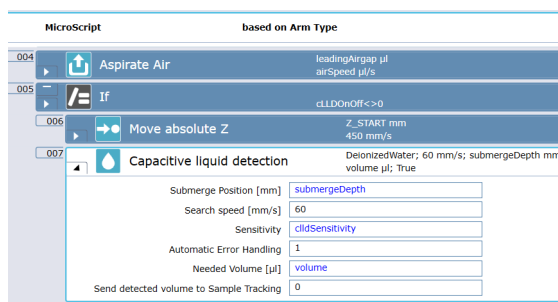 MicroScript based on Arm Type
004 Aspirate Air leadingAirgap µl
airSpeed µl/s
005 If cLLDOnOff<>0
006 Move absolute Z Z_START mm
450 mm/s
007 Capacitive liquid detection DeionizedWater; 60 mm/s; submergeDepth mm
volume µl; True
Submerge Position [mm] submergeDepth
Search speed [mm/s] 60
Sensitivity clldSensitivity
Automatic Error Handling 1
Needed Volume [µl] volume
Send detected volume to Sample Tracking 0